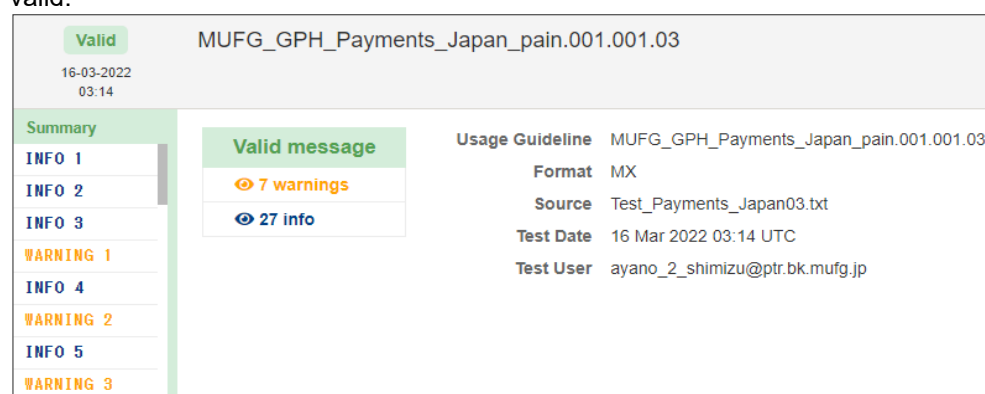 valid:
Valid
16-03-2022
03:14
MUFG_GPH_Payments_Japan_pain.001.001.03
Summary
INFO 1
INFO 2
INFO 3
WARNING 1
INFO 4
WARNING 2
INFO 5
WARNING 3
Valid message
7 warnings
27 info
Usage Guideline MUFG_GPH_Payments_Japan_pain.001.001.03
Format MX
Source Test_Payments_Japan03.txt
Test Date 16 Mar 2022 03:14 UTC
Test User ayano_2_shimizu@ptr.bk.mufg.jp